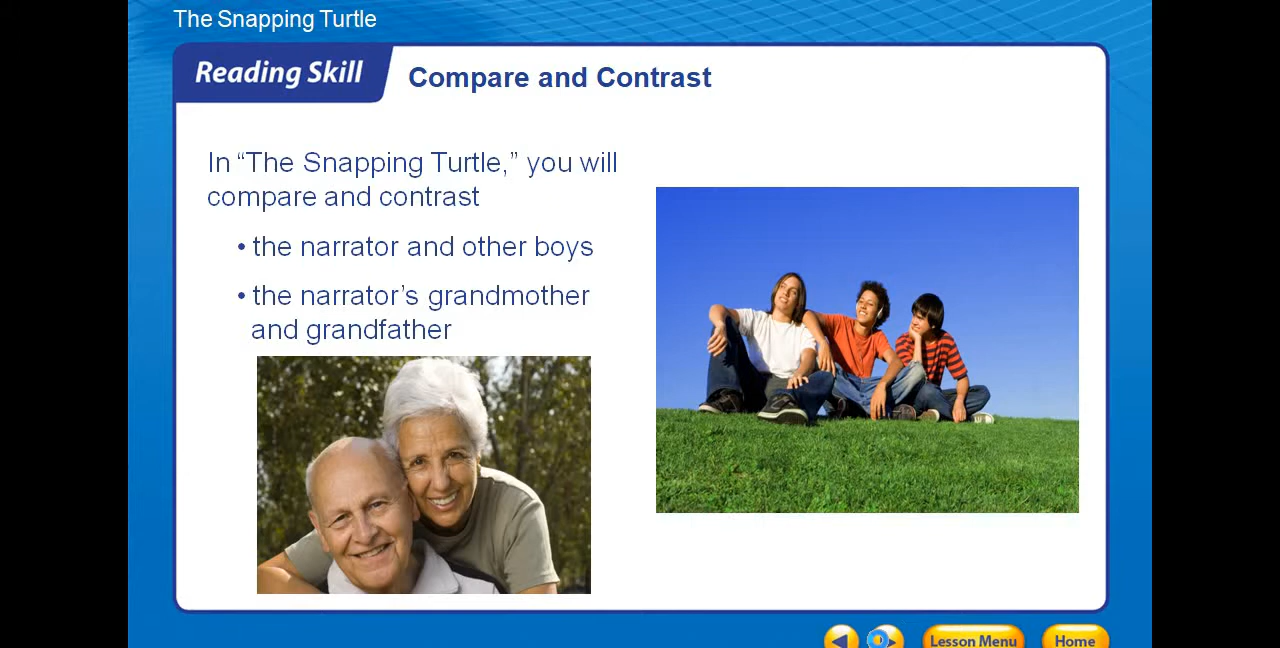 The Snapping Turtle
Reading Skill
Compare and Contrast
In “The Snapping Turtle,” you will
compare and contrast
• the narrator and other boys
• the narrator’s grandmother
and grandfather
Lesson Menu
Home